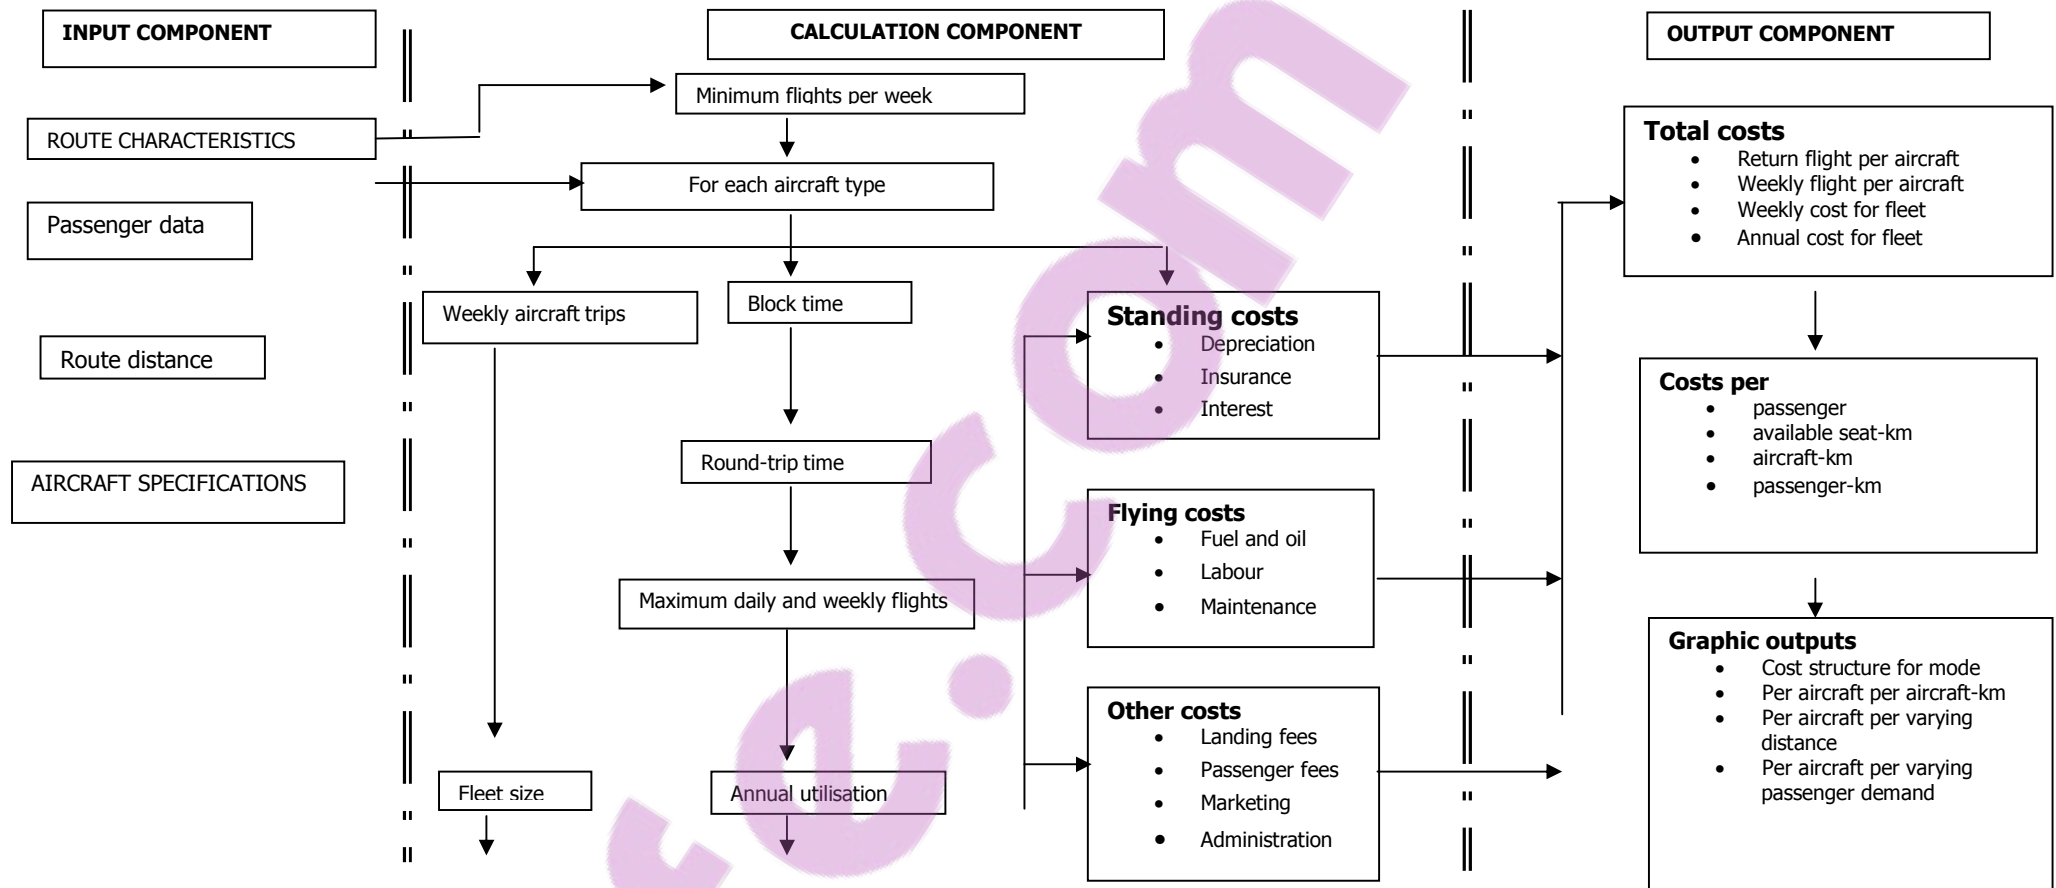 INPUT COMPONENT
ROUTE CHARACTERISTICS
Passenger data
Route distance
AIRCRAFT SPECIFICATIONS
CALCULATION COMPONENT
Minimum flights per week
For each aircraft type
Weekly aircraft trips
Block time
Round-trip time
Maximum daily and weekly flights
Fleet size
Annual utilisation
Standing costs
• Depreciation
• Insurance
• Interest
Flying costs
• Fuel and oil
• Labour
• Maintenance
Other costs
• Landing fees
• Passenger fees
• Marketing
• Administration
OUTPUT COMPONENT
Total costs
• Return flight per aircraft
• Weekly flight per aircraft
• Weekly cost for fleet
• Annual cost for fleet
Costs per
• passenger
• available seat-km
• aircraft-km
• passenger-km
Graphic outputs
• Cost structure for mode
• Per aircraft per aircraft-km
• Per aircraft per varying
distance
• Per aircraft per varying
passenger demand
fe.com